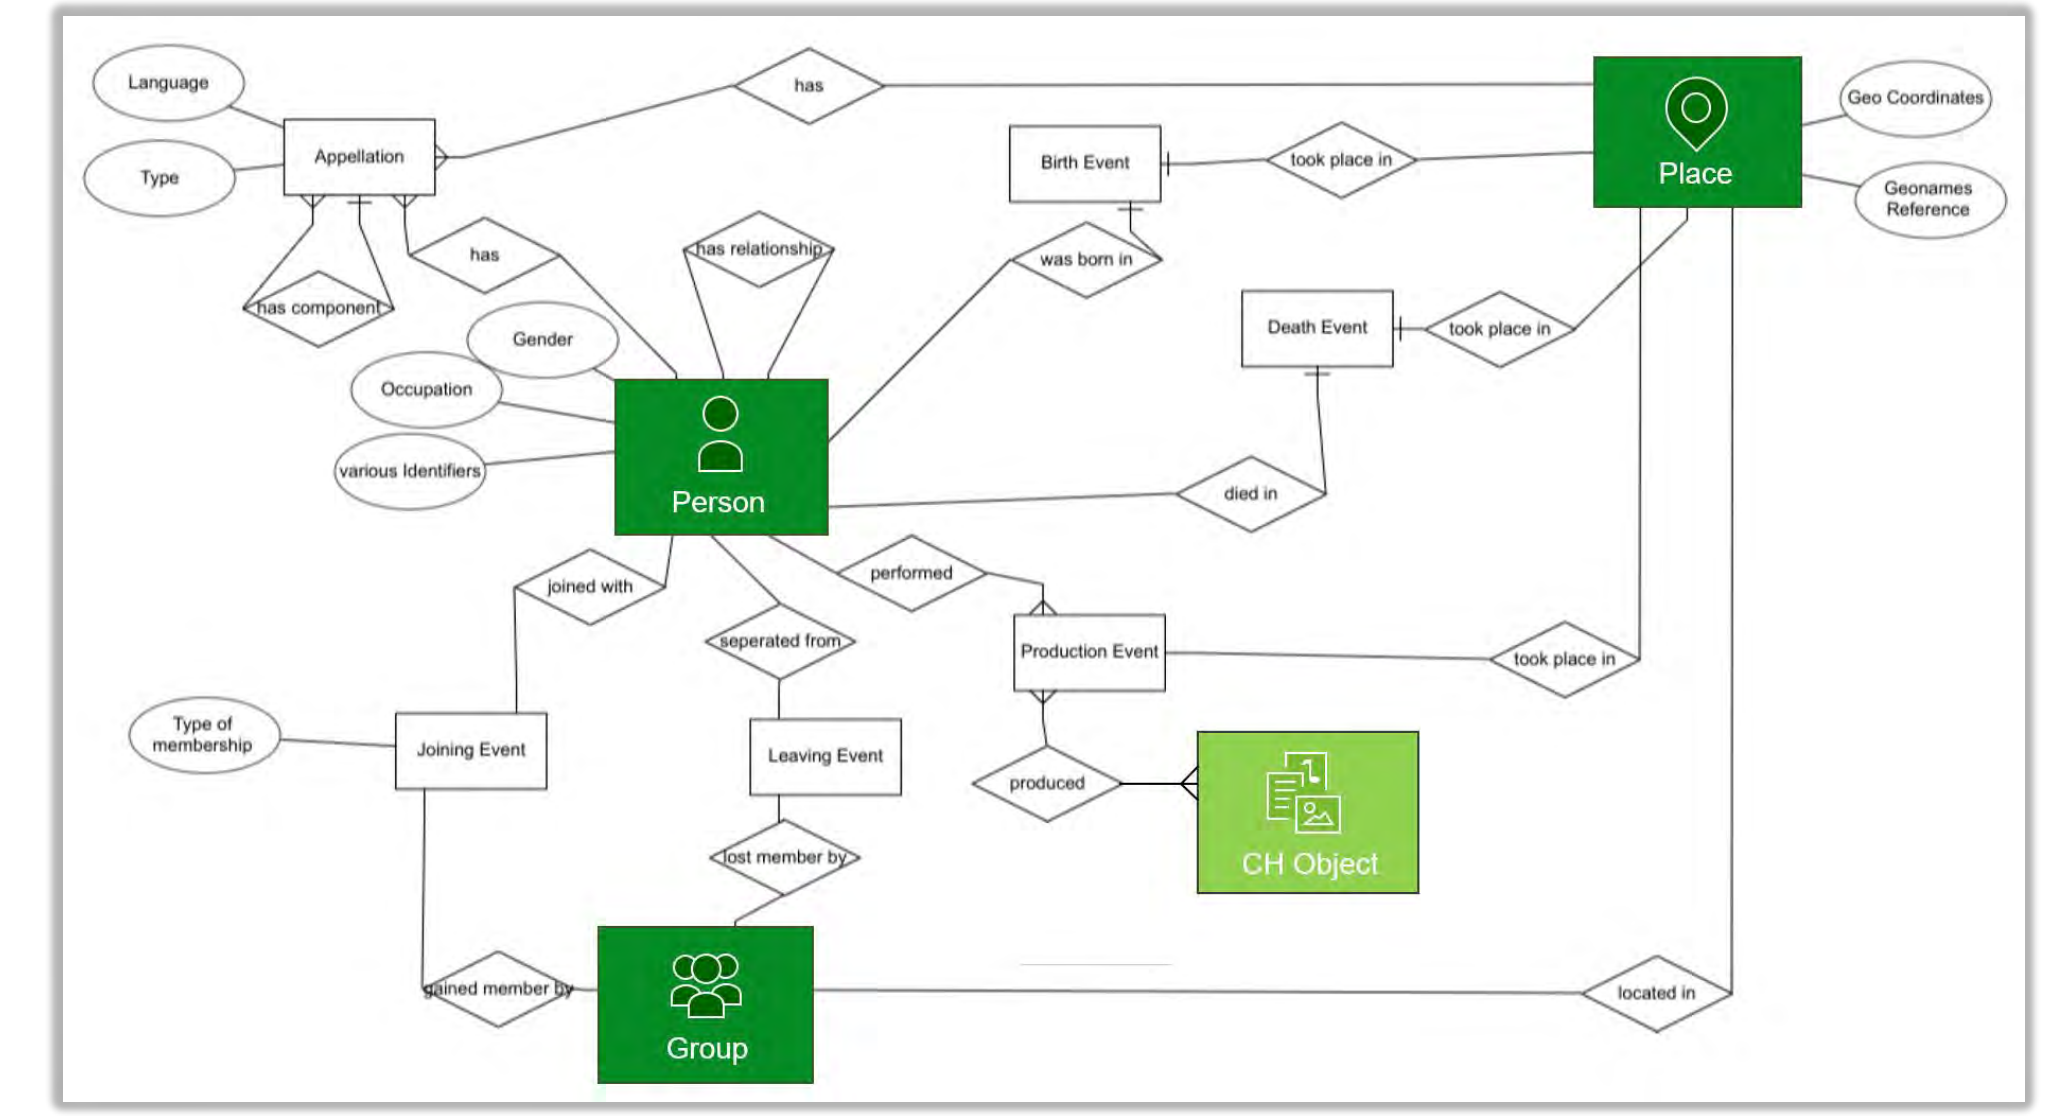 Language
has
Geo Coordinates
Appellation
Birth Event
took place in
Place
Type
Geonames
Reference
has
has relationship
was born in
has component
Death Event
took place in
Gender
Occupation
various Identifiers
Person
died in
joined with
performed
seperated from
Production Event
took place in
Type of
membership
Joining Event
Leaving Event
produced
lost member by
CH Object
gained member by
located in
Group